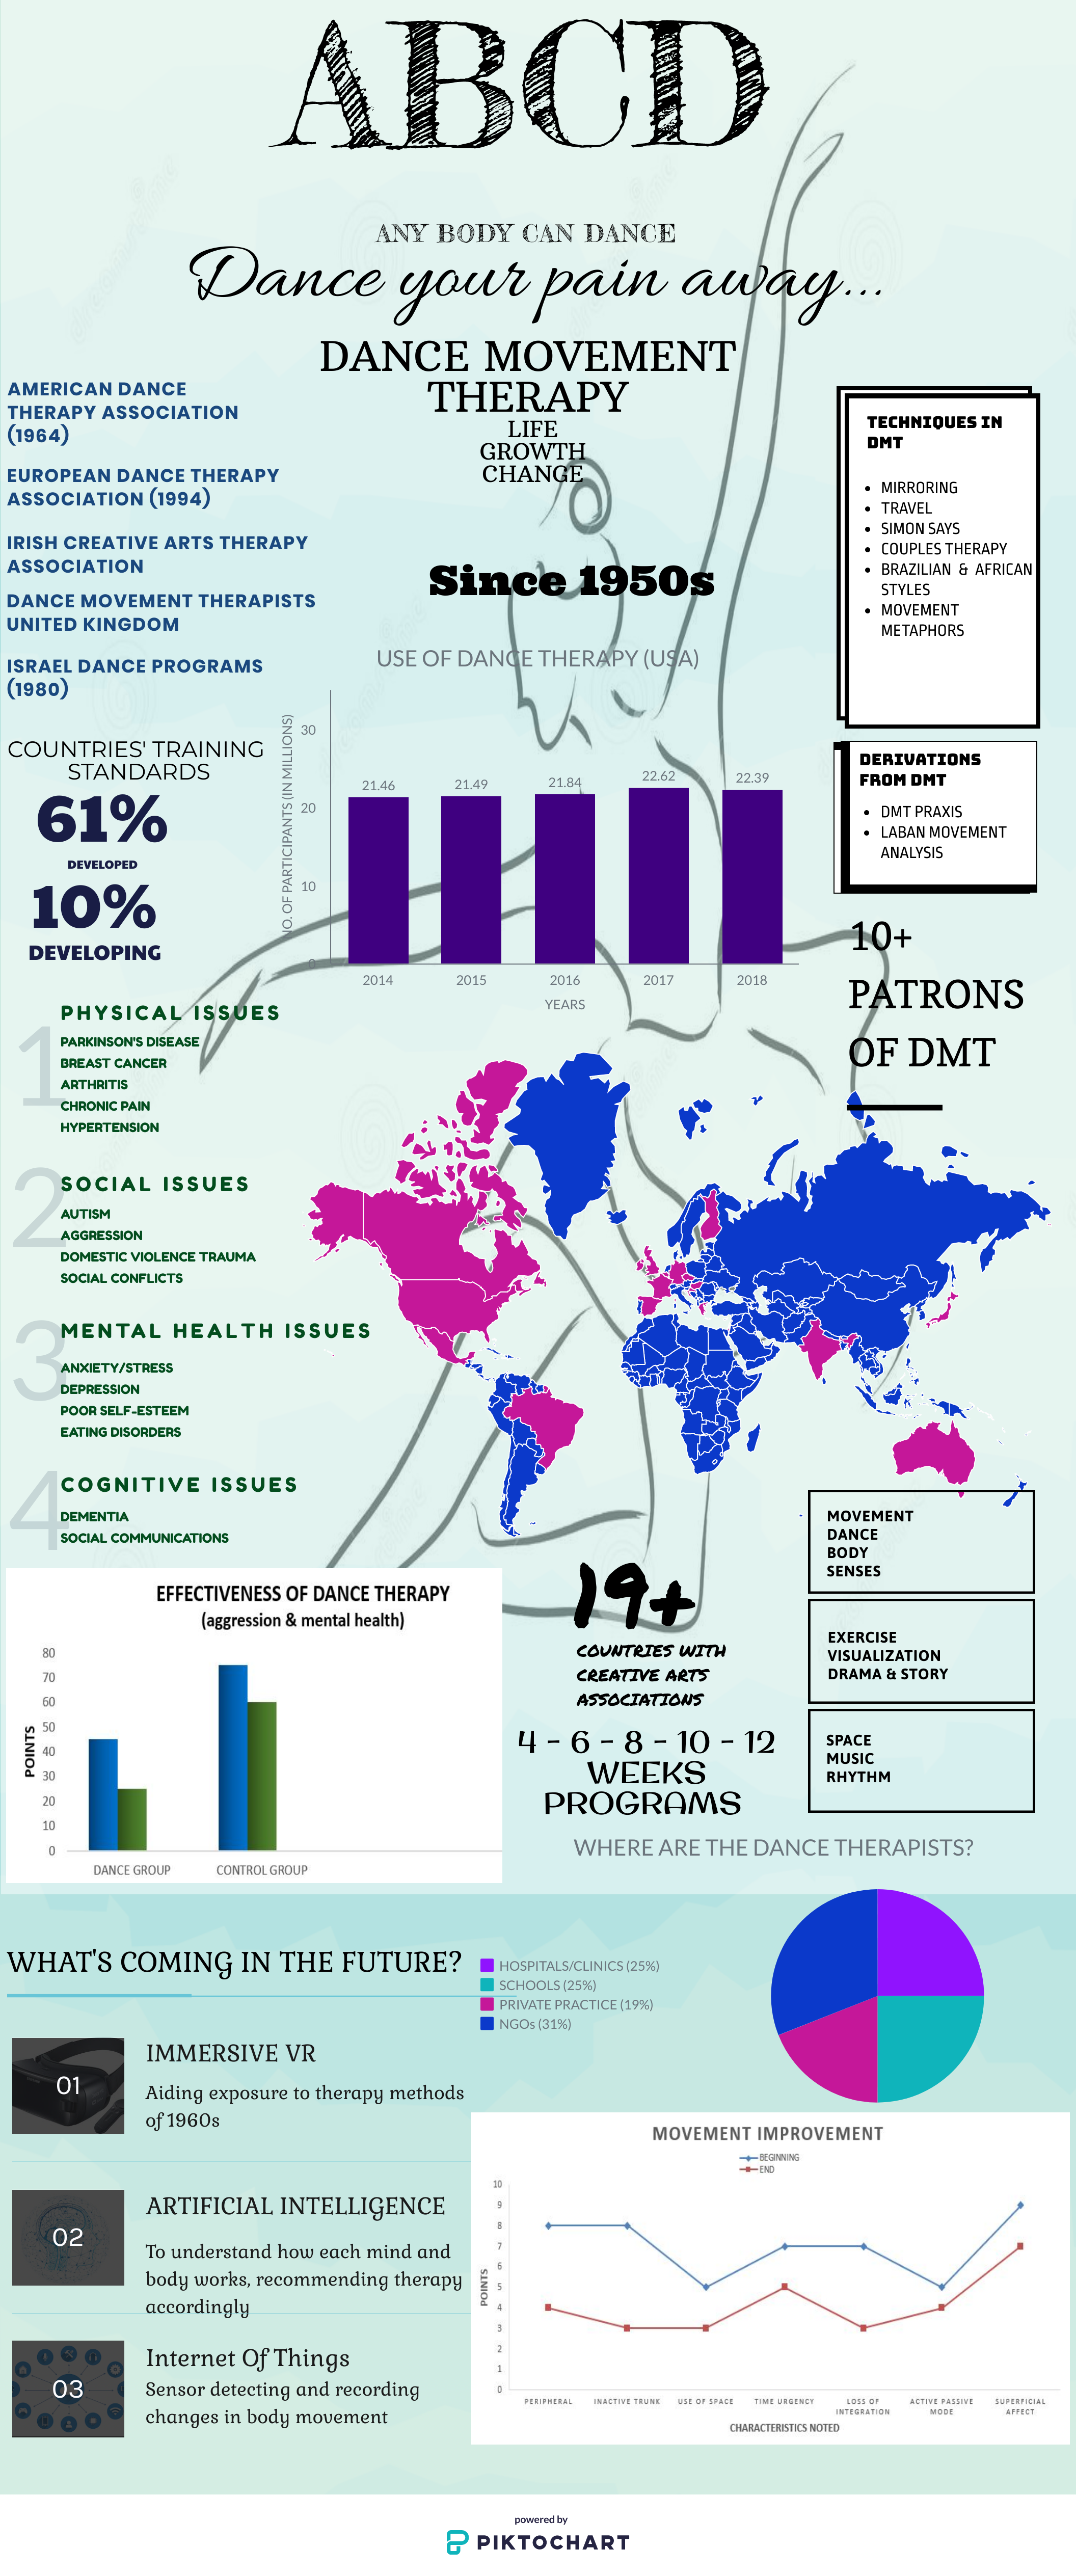 ABCD
ANY BODY CAN DANCE
Dance your pain away...
DANCE MOVEMENT
THERAPY
LIFE
GROWTH
CHANGE
Since 1950s
AMERICAN DANCE
THERAPY ASSOCIATION
(1964)
EUROPEAN DANCE THERAPY
ASSOCIATION (1994)
IRISH CREATIVE ARTS THERAPY
ASSOCIATION
DANCE MOVEMENT THERAPISTS
UNITED KINGDOM
ISRAEL DANCE PROGRAMS
(1980)
TECHNIQUES IN
DMT
MIRRORING
TRAVEL
SIMON SAYS
COUPLES THERAPY
BRAZILIAN & AFRICAN
STYLES
MOVEMENT
METAPHORS
USE OF DANCE THERAPY (USA)
NO. OF PARTICIPANTS (IN MILLIONS)
30
20
10
0
21.46
21.49
21.84
22.62
22.39
2014
2015
2016
2017
2018
YEARS
COUNTRIES' TRAINING
STANDARDS
61%
DEVELOPED
10%
DEVELOPING
DERIVATIONS
FROM DMT
DMT PRAXIS
LABAN MOVEMENT
ANALYSIS
10+
PATRONS
OF DMT
1
PHYSICAL ISSUES
PARKINSON'S DISEASE
BREAST CANCER
ARTHRITIS
CHRONIC PAIN
HYPERTENSION
2
SOCIAL ISSUES
AUTISM
AGGRESSION
DOMESTIC VIOLENCE TRAUMA
SOCIAL CONFLICTS
3
MENTAL HEALTH ISSUES
ANXIETY/STRESS
DEPRESSION
POOR SELF-ESTEEM
EATING DISORDERS
4
COGNITIVE ISSUES
DEMENTIA
SOCIAL COMMUNICATIONS
EFFECTIVENESS OF DANCE THERAPY
(aggression & mental health)
POINTS
80
70
60
50
40
30
20
10
0
DANCE GROUP
CONTROL GROUP
19+
COUNTRIES WITH
CREATIVE ARTS
ASSOCIATIONS
4 - 6 - 8 - 10 - 12
WEEKS
PROGRAMS
MOVEMENT
DANCE
BODY
SENSES
EXERCISE
VISUALIZATION
DRAMA & STORY
SPACE
MUSIC
RHYTHM
WHERE ARE THE DANCE THERAPISTS?
HOSPITALS/CLINICS (25%)
SCHOOLS (25%)
PRIVATE PRACTICE (19%)
NGOs (31%)
WHAT'S COMING IN THE FUTURE?
01
IMMERSIVE VR
Aiding exposure to therapy methods
of 1960s
02
ARTIFICIAL INTELLIGENCE
To understand how each mind and
body works, recommending therapy
accordingly
03
Internet Of Things
Sensor detecting and recording
changes in body movement
MOVEMENT IMPROVEMENT
BEGINNING
END
POINTS
10
9
8
7
6
5
4
3
2
1
0
PERIPHERAL
INACTIVE TRUNK
USE OF SPACE
TIME URGENCY
LOSS OF
INTEGRATION
ACTIVE PASSIVE
MODE
SUPERFICIAL
AFFECT
CHARACTERISTICS NOTED
powered by
PIKTOCHART